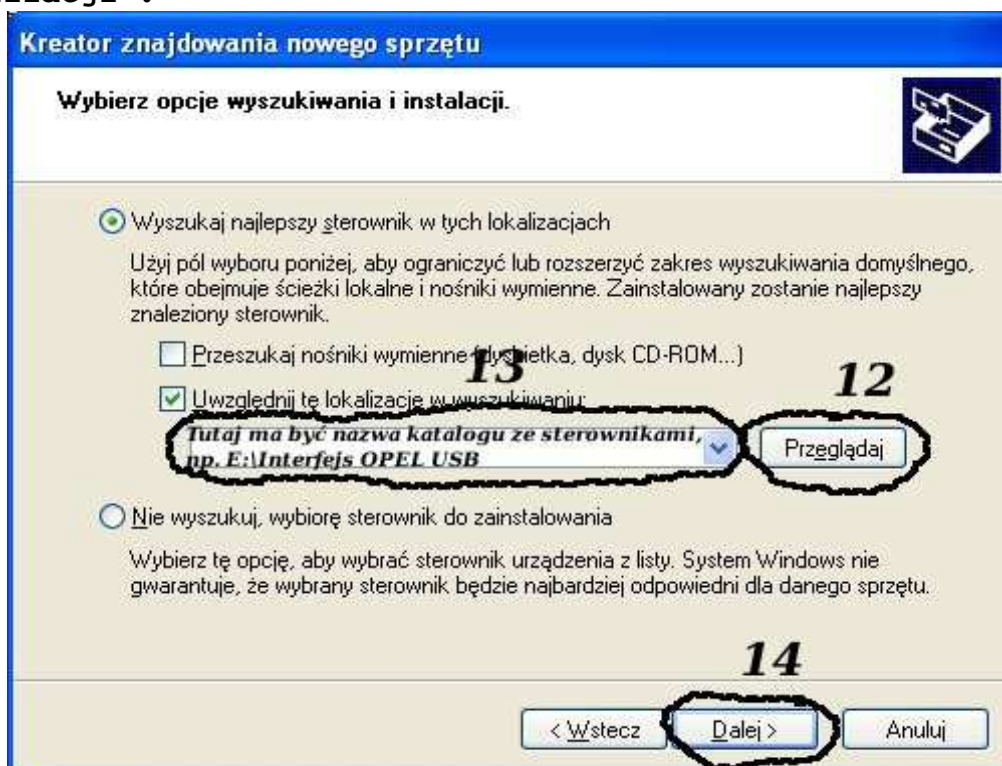 Kreator znajdowania nowego sprzętu
Wybierz opcje wyszukiwania i instalacji.
Wyszukaj najlepszy sterownik w tych lokalizacjach
Użyj pól wyboru poniżej, aby ograniczyć lub rozszerzyć zakres wyszukiwania domyślnego,
które obejmuje ścieżki lokalne i nośniki wymienne. Zainstalowany zostanie najlepszy
znaleziony sterownik.
Przeszukaj nośniki wymienne (dyskietka, dysk CD-ROM...)
13
12
Uwzględnij tę lokalizację w wyszukiwaniu:
Tutaj ma być nazwa katalogu ze sterownikami,
np. E:\Interfejs OPEL USB
Przeglądaj
Nie wyszukuj, wybiorę sterownik do zainstalowania
Wybierz tę opcję, aby wybrać sterownik urządzenia z listy. System Windows nie
gwarantuje, że wybrany sterownik będzie najbardziej odpowiedni dla danego sprzętu.
14
< Wstecz
Dalej >
Anuluj